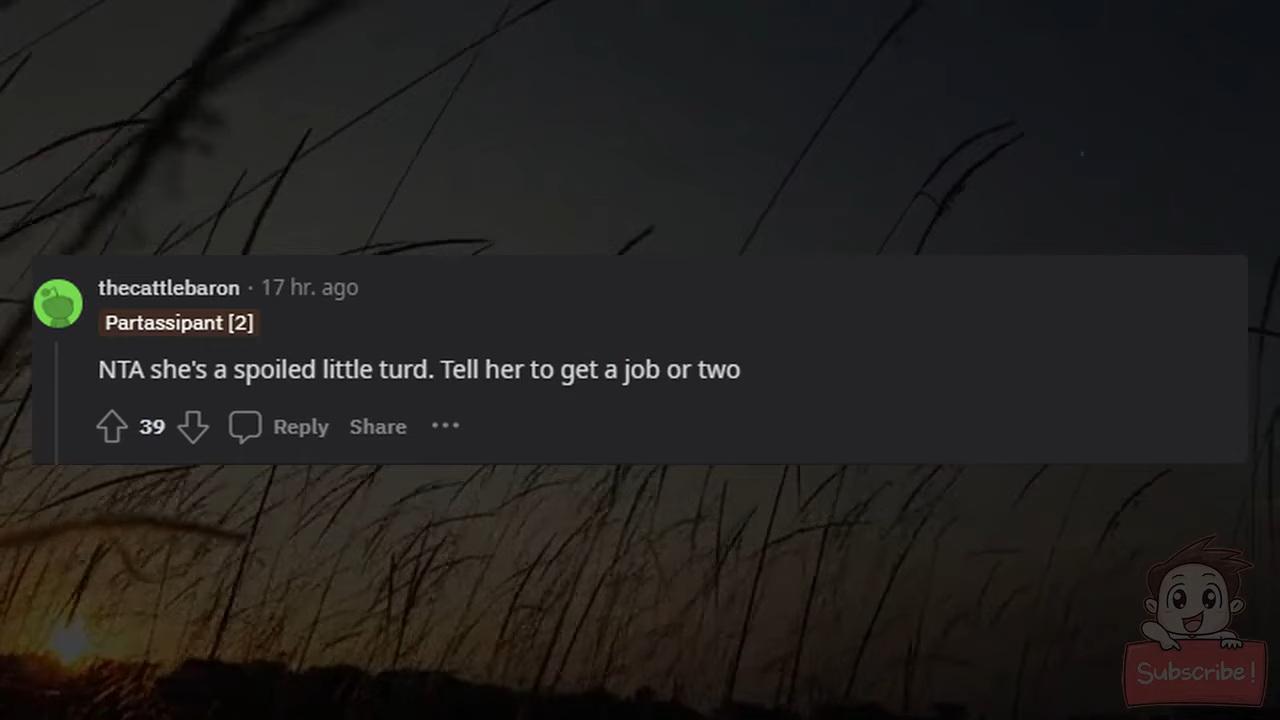 thecattlebaron · 17 hr. ago
Partassipant [2]
NTA she's a spoiled little turd. Tell her to get a job or two
39 Reply Share ···
Subscribe!